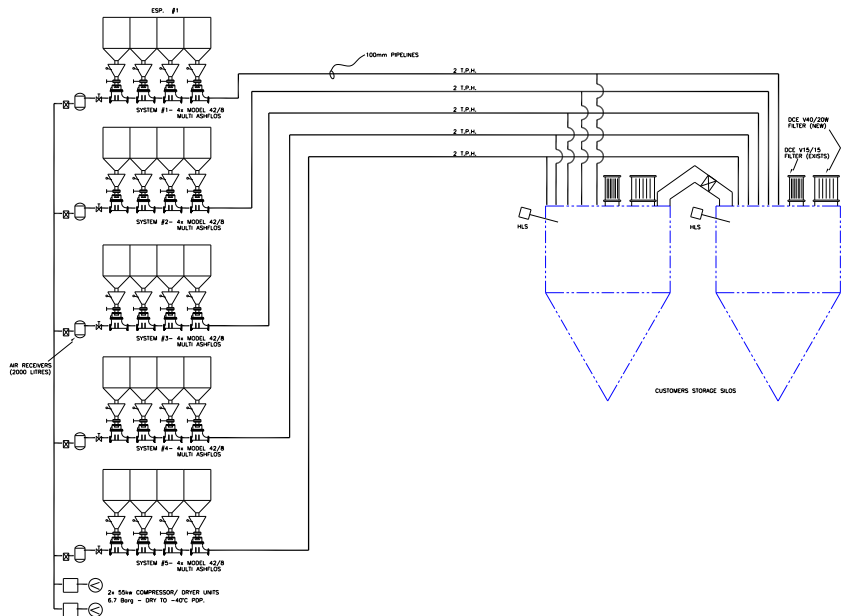 ESP. #1
100mm PIPELINES
2 T.P.H.
SYSTEM #1- 4x MODEL 42/8
MULTI ASHFLOS
2 T.P.H.
2 T.P.H.
2 T.P.H.
2 T.P.H.
DCE V40/20W
FILTER (NEW)
DCE V15/15
FILTER (EXISTS)
SYSTEM #2- 4x MODEL 42/8
MULTI ASHFLOS
HLS
HLS
SYSTEM #3- 4x MODEL 42/8
MULTI ASHFLOS
AIR RECEIVERS
(2000 LITRES)
CUSTOMERS STORAGE SILOS
SYSTEM #4- 4x MODEL 42/8
MULTI ASHFLOS
SYSTEM #5- 4x MODEL 42/8
MULTI ASHFLOS
2x 55kw COMPRESSOR/ DRYER UNITS
6.7 Barg - DRY TO -40°C PDP.